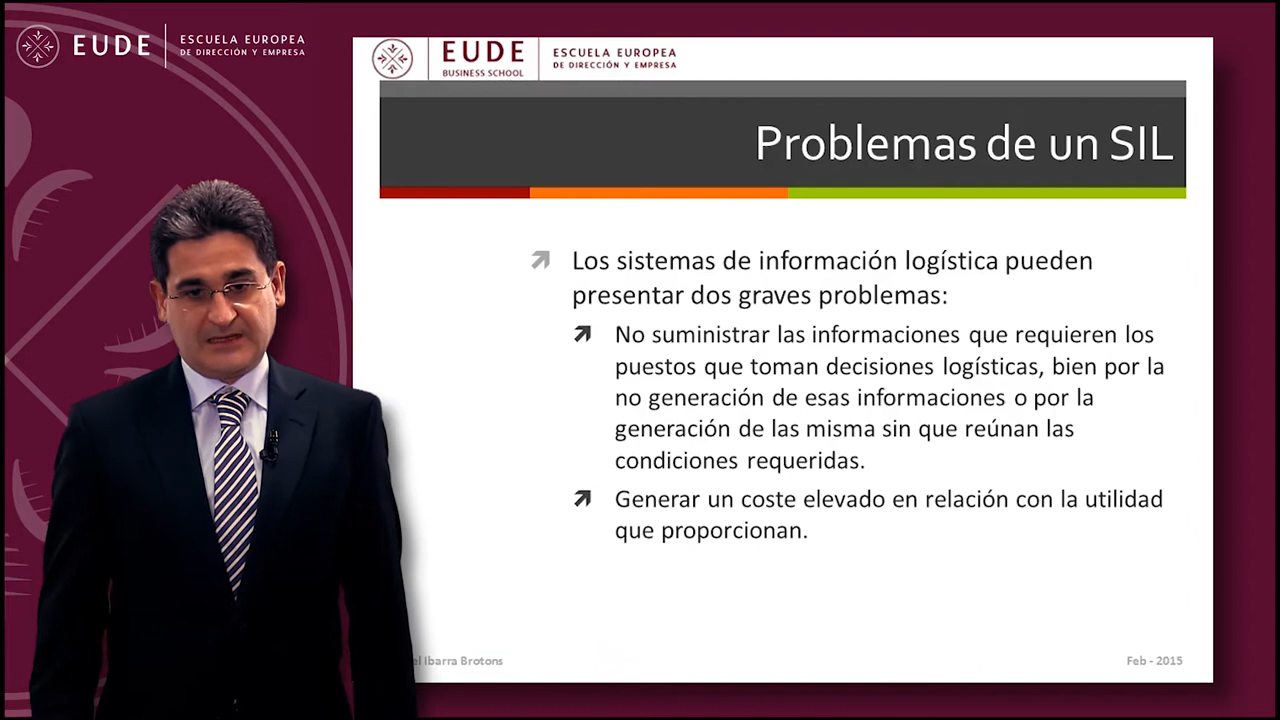 EUDE
ESCUELA EUROPEA
DE DIRECCIÓN Y EMPRESA
EUDE
BUSINESS SCHOOL
ESCUELA EUROPEA
DE DIRECCIÓN Y EMPRESA
Problemas de un SIL
Los sistemas de información logística pueden
presentar dos graves problemas:
No suministrar las informaciones que requieren los
puestos que toman decisiones logísticas, bien por la
no generación de esas informaciones o por la
generación de las misma sin que reúnan las
condiciones requeridas.
Generar un coste elevado en relación con la utilidad
que proporcionan.
Ibarra Brotons
Feb - 2015